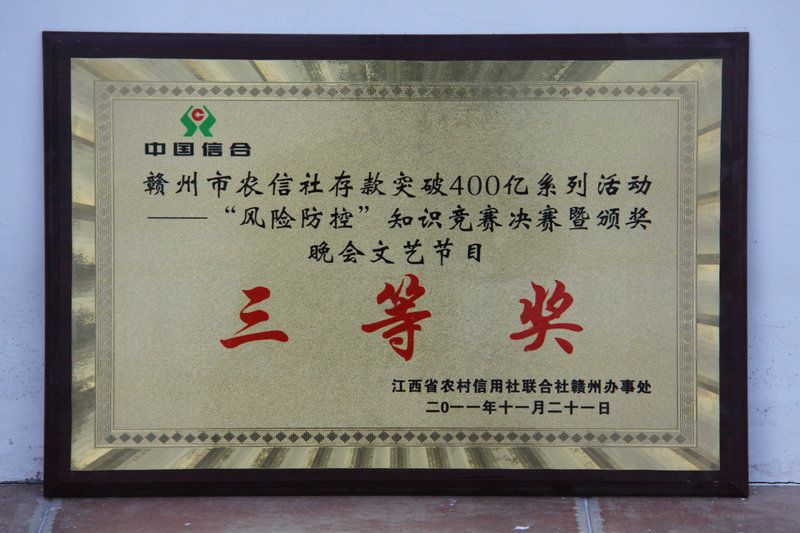 中国信合
赣州市农信社存款突破400亿系列活动
——“风险防控”知识竞赛决赛暨颁奖
晚会文艺节目
三等奖
江西省农村信用社联合社赣州办事处
二0一一年十一月二十一日